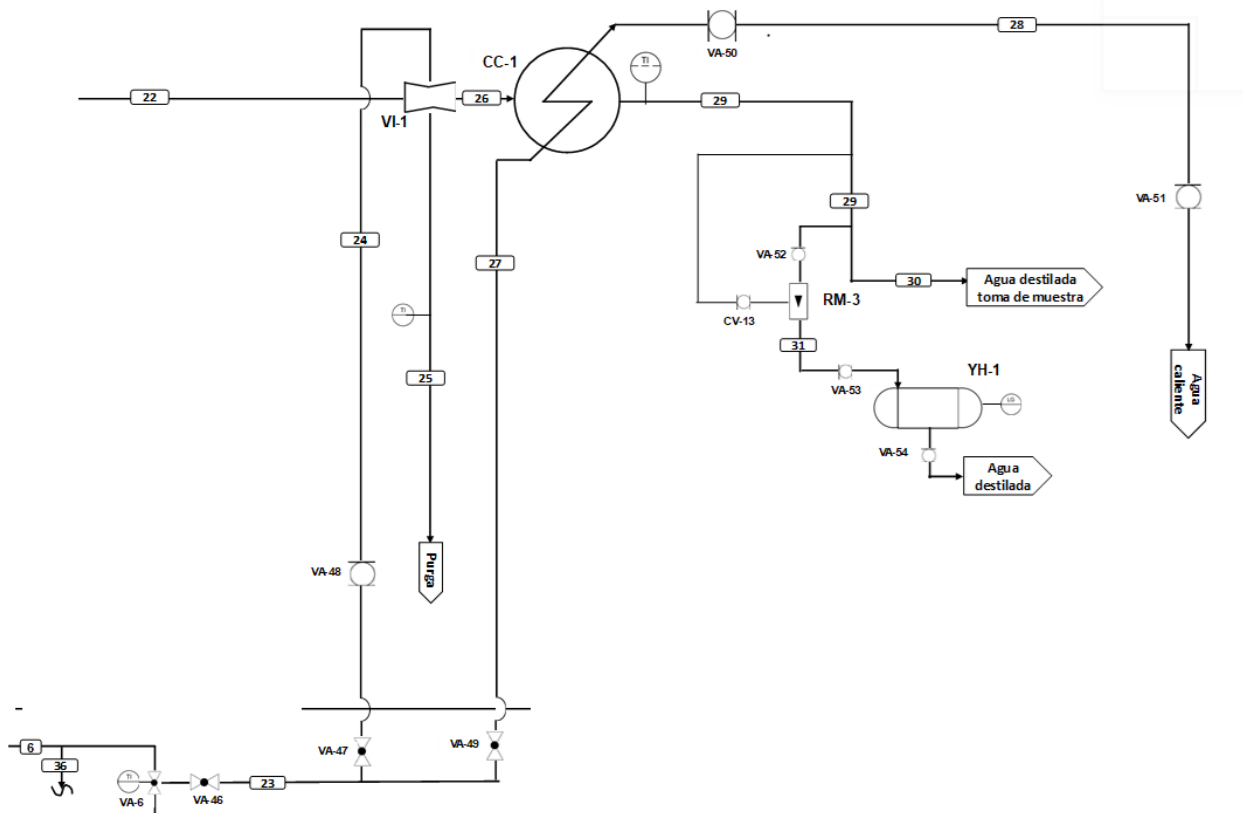 28
VA-50
CC-1
TI
22
26
29
VI-1
VA-51
29
24
VA-52
27
30
Agua destilada
toma de muestra
RM-3
CV-13
TI
31
25
YH-1
VA-53
LG
Agua
caliente
VA-54
Agua
destilada
VA-48
Purga
VA-47
VA-49
6
36
TI
23
VA-6
VA-46